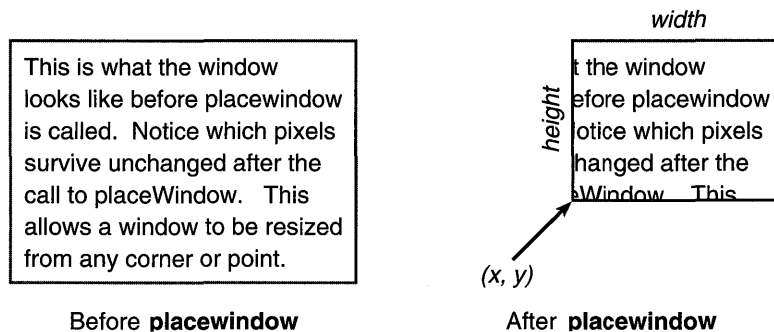 This is what the window
looks like before placewindow
is called. Notice which pixels
survive unchanged after the
call to placeWindow. This
allows a window to be resized
from any corner or point.
Before placewindow
width
height
t the window
efore placewindow
otice which pixels
hanged after the
eWindow. This
(x, y)
After placewindow